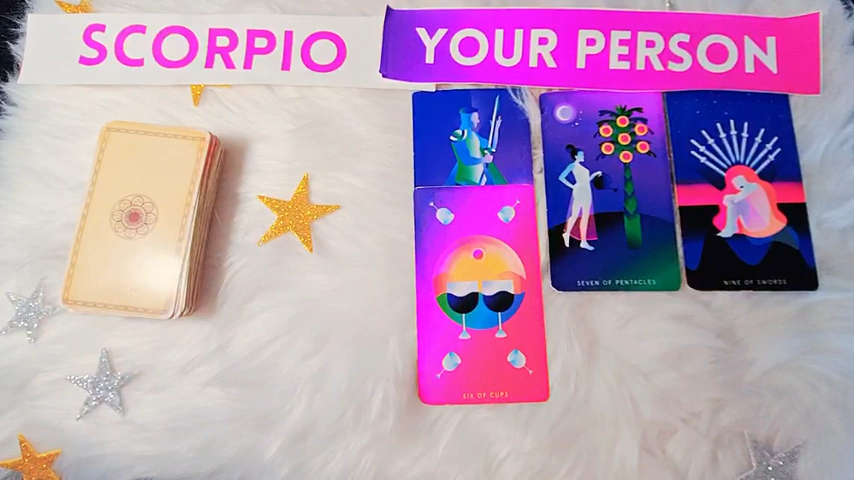 SCORPIO
YOUR PERSON
SEVEN OF PENTACLES
NINE OF SWORDS
SIX OF CUPS